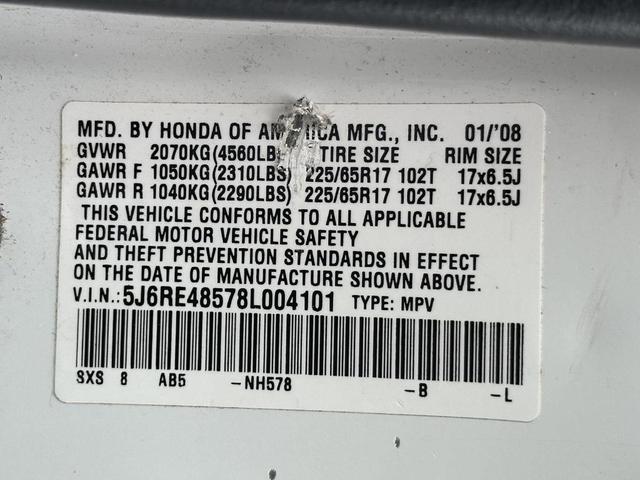 MFD. BY HONDA OF AM ICA MFG., INC. 01/'08
GVWR 2070KG(4560LB TIRE SIZE RIM SIZE
GAWR F 1050KG(2310LBS) 225/65R17 102T 17x6.5J
GAWR R 1040KG(2290LBS) 225/65R17 102T 17x6.5J
THIS VEHICLE CONFORMS TO ALL APPLICABLE
FEDERAL MOTOR VEHICLE SAFETY
AND THEFT PREVENTION STANDARDS IN EFFECT
ON THE DATE OF MANUFACTURE SHOWN ABOVE.
V.I.N.:5J6RE48578L004101 TYPE: MPV
SXS 8 AB5 -NH578 -B -L